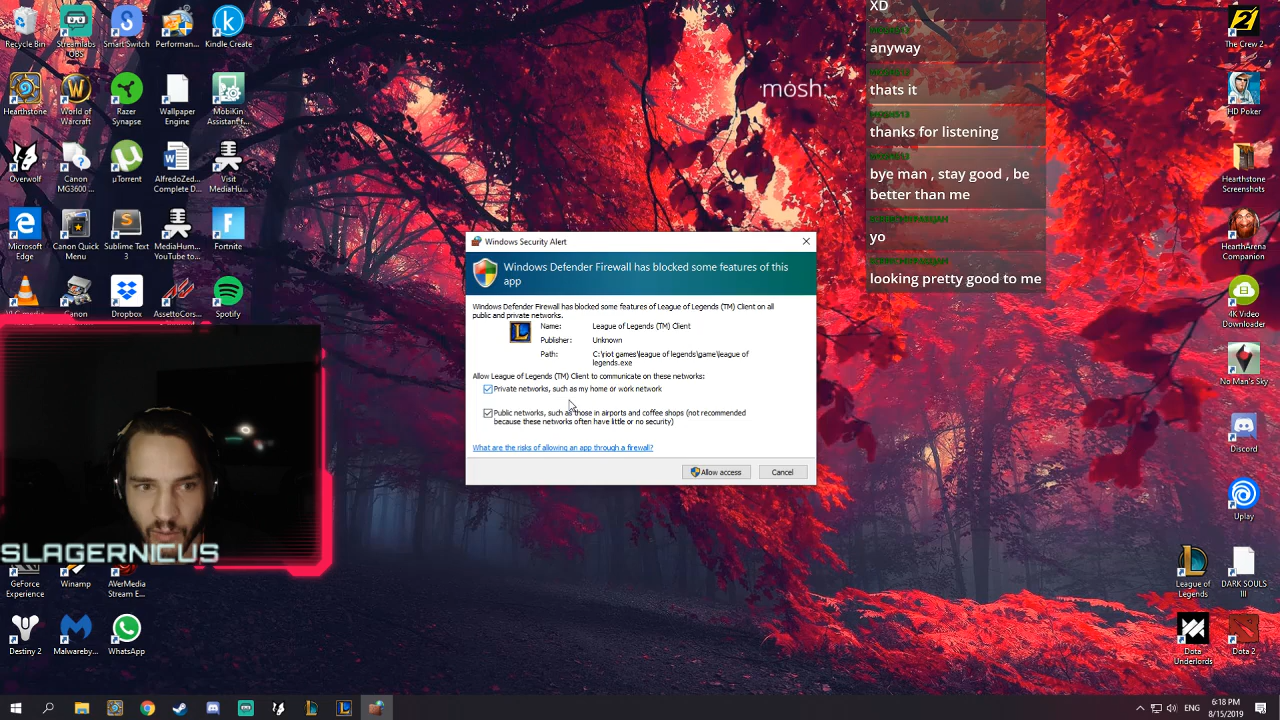 Recycle Bin
Streamlabs
OBS
Smart Switch
Performan...
Kindle Create
Hearthstone
World of
Warcraft
Razer
Synapse
Wallpaper
Engine
MobiKin
Assistant f...
Overwolf
Canon
MG3600 ...
µTorrent
AlfredoZed...
Complete D...
Visit
MediaHu...
Microsoft
Edge
Canon Quick
Menu
Sublime Text
3
MediaHum...
YouTube to...
Fortnite
VLC media
Canon
Dropbox
AssettoCors...
Spotify
SLAGERNICUS
GeForce
Experience
Winamp
AVerMedia
Stream E...
Destiny 2
Malwareby...
WhatsApp
mosh:
XD
anyway
thats it
thanks for listening
bye man , stay good , be
better than me
yo
looking pretty good to me
Windows Security Alert
Windows Defender Firewall has blocked some features of this
app
Windows Defender Firewall has blocked some features of League of Legends (TM) Client on all
public and private networks.
Name: League of Legends (TM) Client
Publisher: Unknown
Path: C:\riot games\league of legends\game\league of
legends.exe
Allow League of Legends (TM) Client to communicate on these networks:
Private networks, such as my home or work network
Public networks, such as those in airports and coffee shops (not recommended
because these networks often have little or no security)
What are the risks of allowing an app through a firewall?
Allow access
Cancel
The Crew 2
HD Poker
Hearthstone
Screenshots
HearthArena
Companion
4K Video
Downloader
No Man's Sky
Discord
Uplay
League of
Legends
DARK SOULS
III
Dota
Underlords
Dota 2
ENG
6:18 PM
8/15/2019